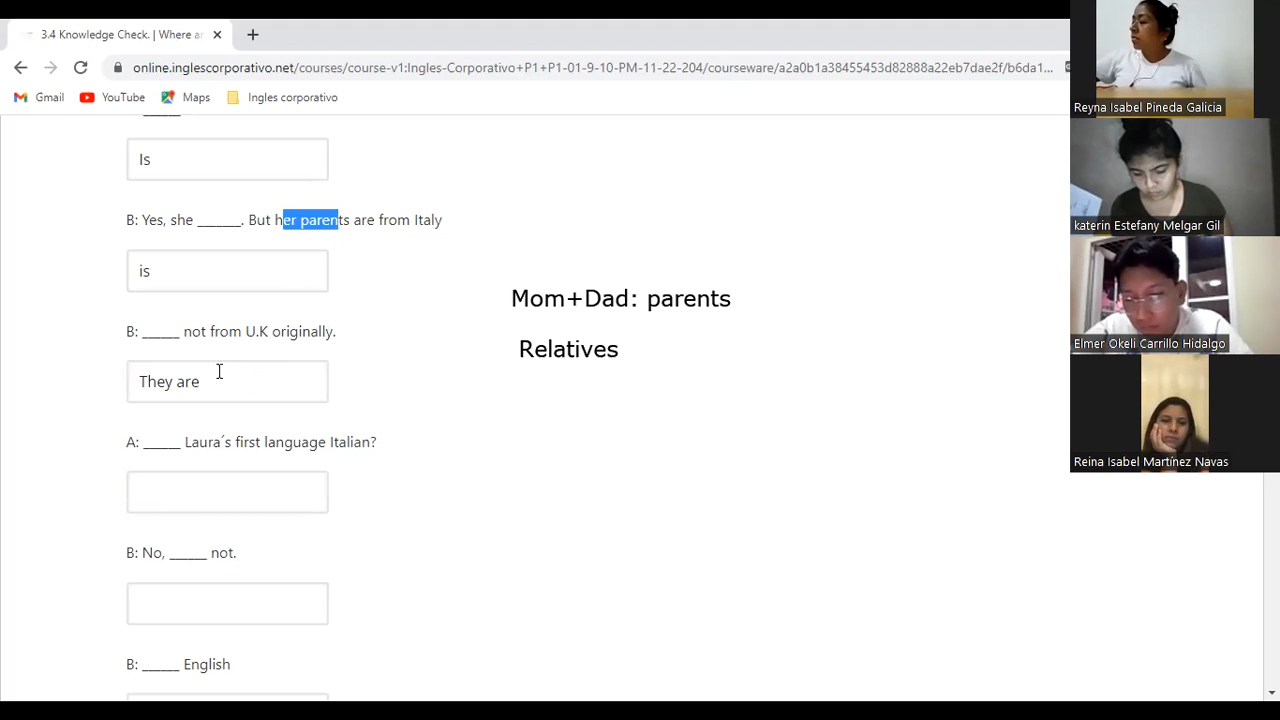 3.4 Knowledge Check. | Where ar
online.inglescorporativo.net/courses/course-v1:Ingles-Corporativo+P1+P1-01-9-10-PM-11-22-204/courseware/a2a0b1a38455453d82888a22eb7dae2f/b6da1...
Gmail YouTube Maps Ingles corporativo
Is
B: Yes, she ______. But her parents are from Italy
is
B: _____ not from U.K originally.
They are
A: _____ Laura´s first language Italian?
B: No, _____ not.
B: _____ English
Mom+Dad: parents
Relatives
Reyna Isabel Pineda Galicia
katerin Estefany Melgar Gil
Elmer Okeli Carrillo Hidalgo
Reina Isabel Martínez Navas